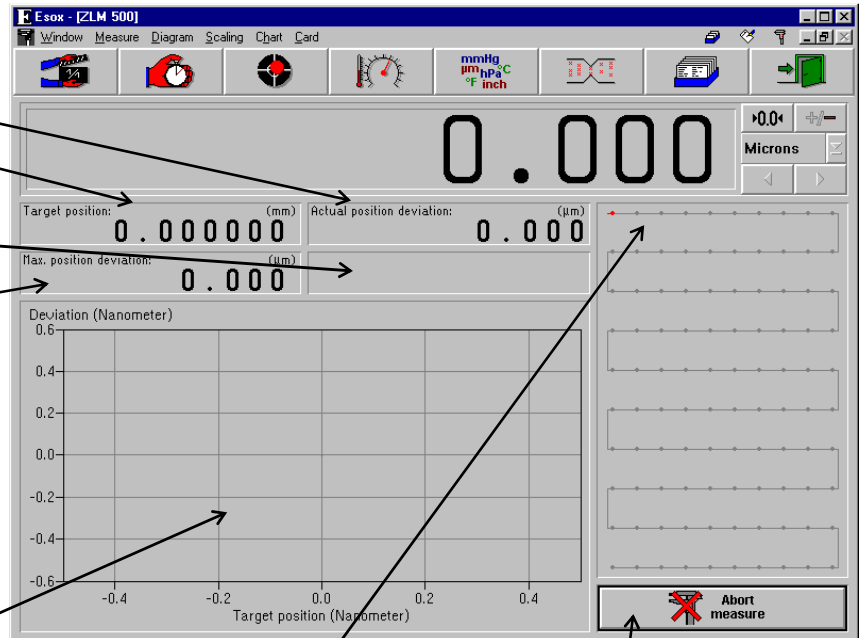 Esox - [ZLM 500]
Window Measure Diagram Scaling Chart Card
1/1
mmHg
µm hPa °C
°F inch
0.000
0.0
+/−
Microns
Target position: (mm)
0.000000
Actual position deviation: (µm)
0.000
Max. position deviation: (µm)
0.000
Deviation (Nanometer)
0.6
0.4
0.2
0.0
-0.2
-0.4
-0.6
-0.4 -0.2 0.0 0.2 0.4
Target position (Nanometer)
Abort
measure